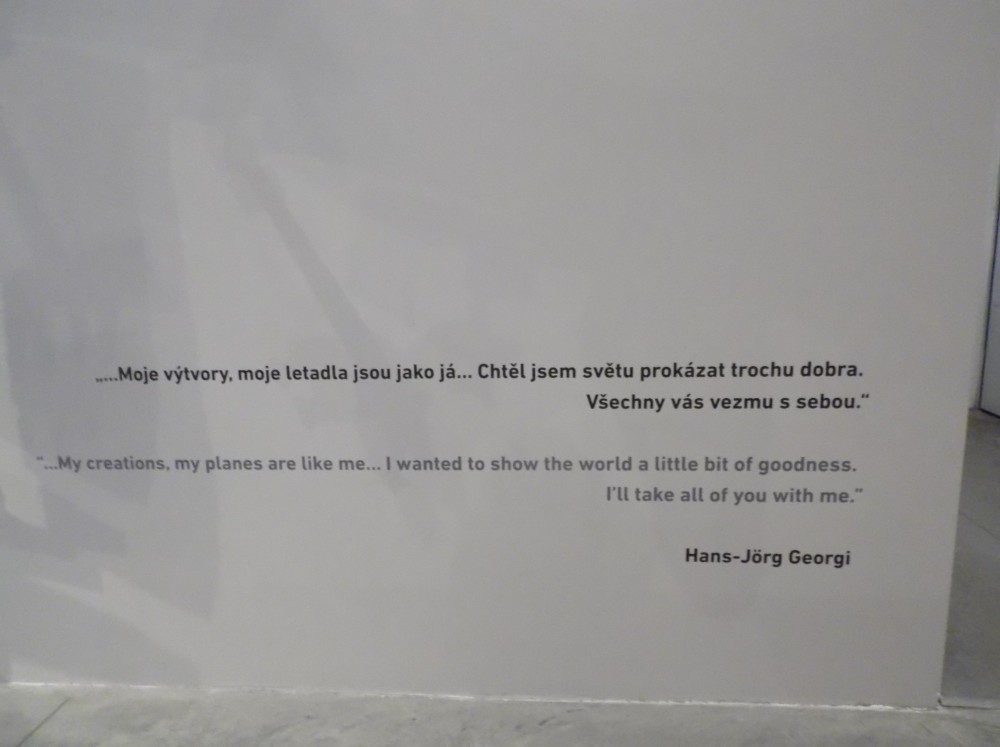 „...Moje výtvory, moje letadla jsou jako já... Chtěl jsem světu prokázat trochu dobra.
Všechny vás vezmu s sebou.“
“...My creations, my planes are like me... I wanted to show the world a little bit of goodness.
I'll take all of you with me.”
Hans-Jörg Georgi